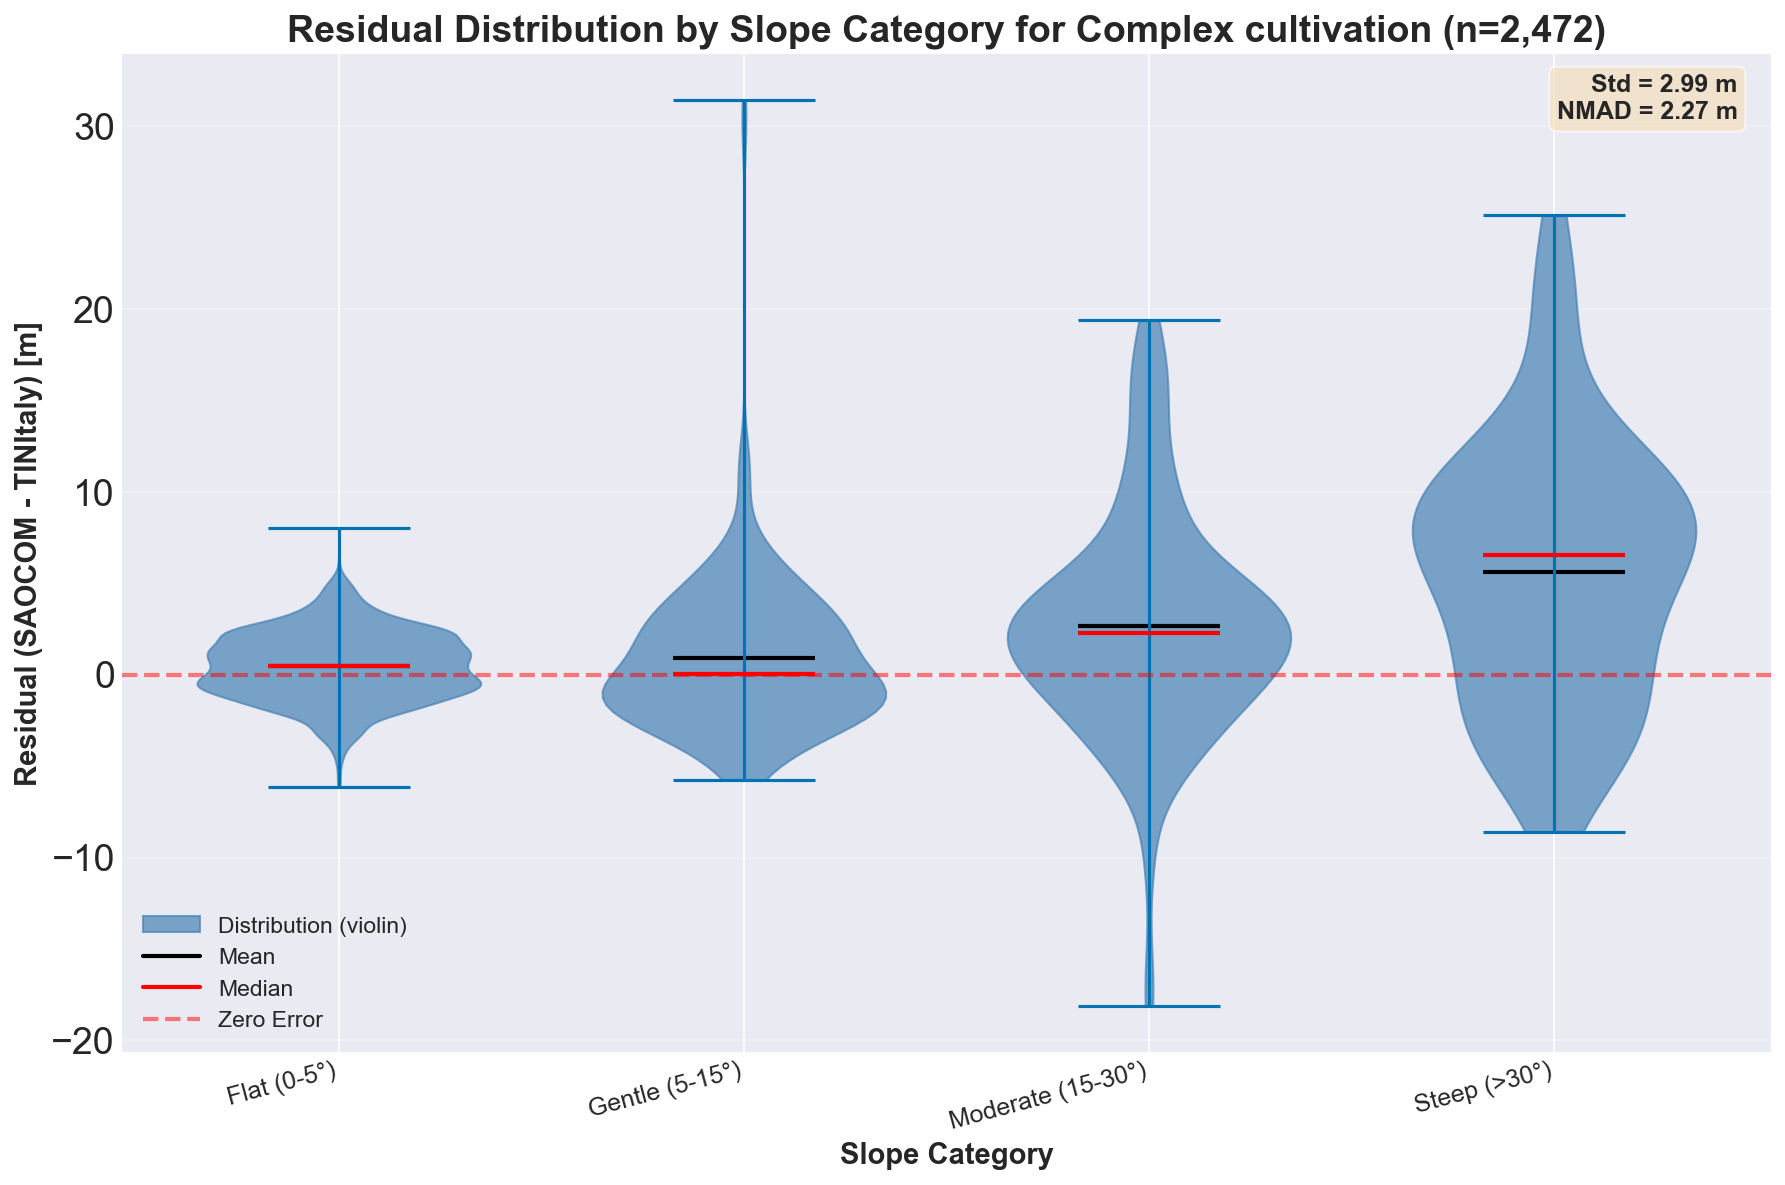 Residual Distribution by Slope Category for Complex cultivation (n=2,472)
Std = 2.99 m
NMAD = 2.27 m
Residual (SAOCOM - TINItaly) [m]
30
20
10
0
−10
−20
Distribution (violin)
Mean
Median
Zero Error
Flat (0-5°)
Gentle (5-15°)
Moderate (15-30°)
Steep (>30°)
Slope Category